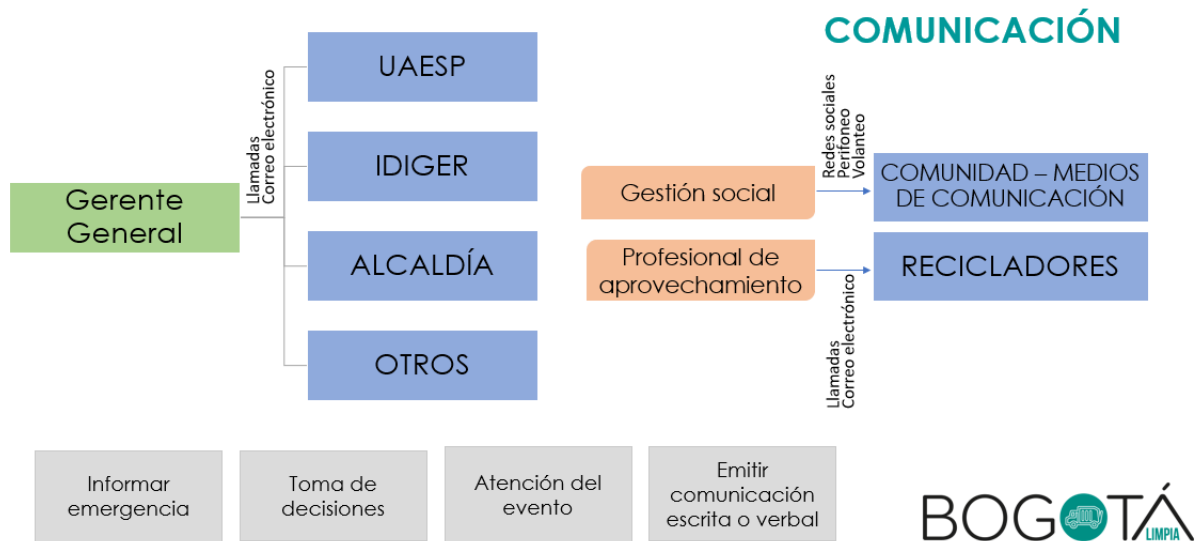 COMUNICACIÓN
Gerente
General
Llamadas
Correo electrónico
UAESP
IDIGER
ALCALDÍA
OTROS
Gestión social
Redes sociales
Perifoneo
Volanteo
COMUNIDAD – MEDIOS
DE COMUNICACIÓN
Profesional de
aprovechamiento
Llamadas
Correo electrónico
RECICLADORES
Informar
emergencia
Toma de
decisiones
Atención del
evento
Emitir
comunicación
escrita o verbal
BOGOTÁ
LIMPIA